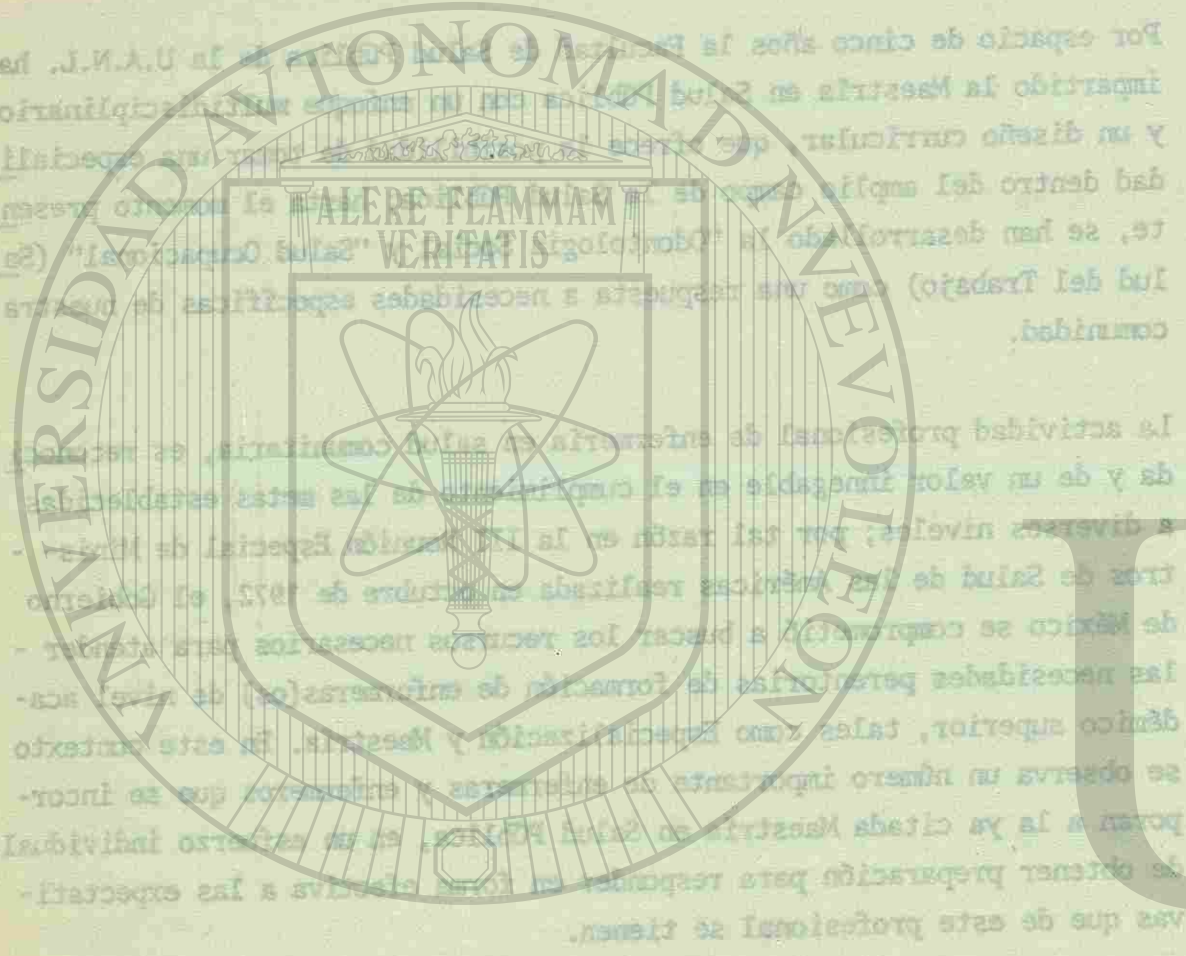 Por espacio de cinco años la Facultad de Salud Pública de la U.A.N.L. ha
impartido la Maestría en Salud Pública con un enfoque multidisciplinario
y un diseño curricular, que ofrece la de una especiali
dad dentro del amplio campo de la Salud Pública, hasta el momento presen
te, se han desarrollado la "Odontología Social" y "Salud Ocupacional" (Sa
lud del Trabajo) como una respuesta a necesidades específicas de nuestra
comunidad.
La actividad profesional de enfermería en salud comunitaria, es reconoci
da y de un valor innegable en el cumplimiento de las metas establecidas
a diversos niveles, por tal razón en la III Reunión Especial de Minis -
tros de Salud de las Américas realizada en octubre de 1972, el Gobierno
de México se comprometió a buscar los recursos necesarios para atender -
las necesidades perentorias de formación de enfermeras(os) de nivel aca-
démico superior, tales como Especialización y Maestría. En este contexto
se observa un número importante de enfermeras y enfermeros que se incor-
poran a la ya citada Maestría en Salud Pública, en un esfuerzo individual
de obtener preparación para responder en forma efectiva a las expectati-
vas que de este profesional se tienen.
UNIVERSIDAD AUTONOMA DE NUEVO LEON
ALERE FLAMMAM
VERITATIS
U